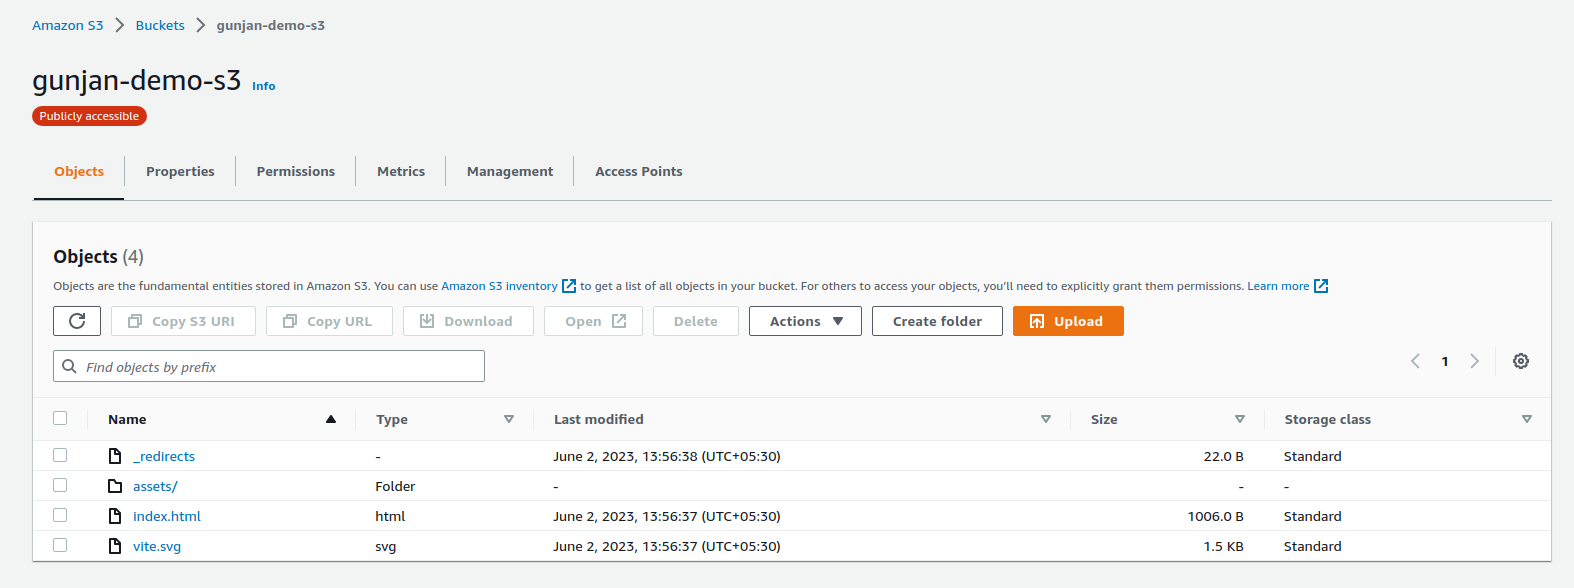 Amazon S3 > Buckets > gunjan-demo-s3
gunjan-demo-s3 Info
Publicly accessible
Objects Properties Permissions Metrics Management Access Points
Objects (4)
Objects are the fundamental entities stored in Amazon S3. You can use Amazon S3 inventory to get a list of all objects in your bucket. For others to access your objects, you'll need to explicitly grant them permissions. Learn more
Copy S3 URI Copy URL Download Open Delete Actions Create folder Upload
Find objects by prefix 1
Name Type Last modified Size Storage class
_redirects - June 2, 2023, 13:56:38 (UTC+05:30) 22.0 B Standard
assets/ Folder - - -
index.html html June 2, 2023, 13:56:37 (UTC+05:30) 1006.0 B Standard
vite.svg svg June 2, 2023, 13:56:37 (UTC+05:30) 1.5 KB Standard